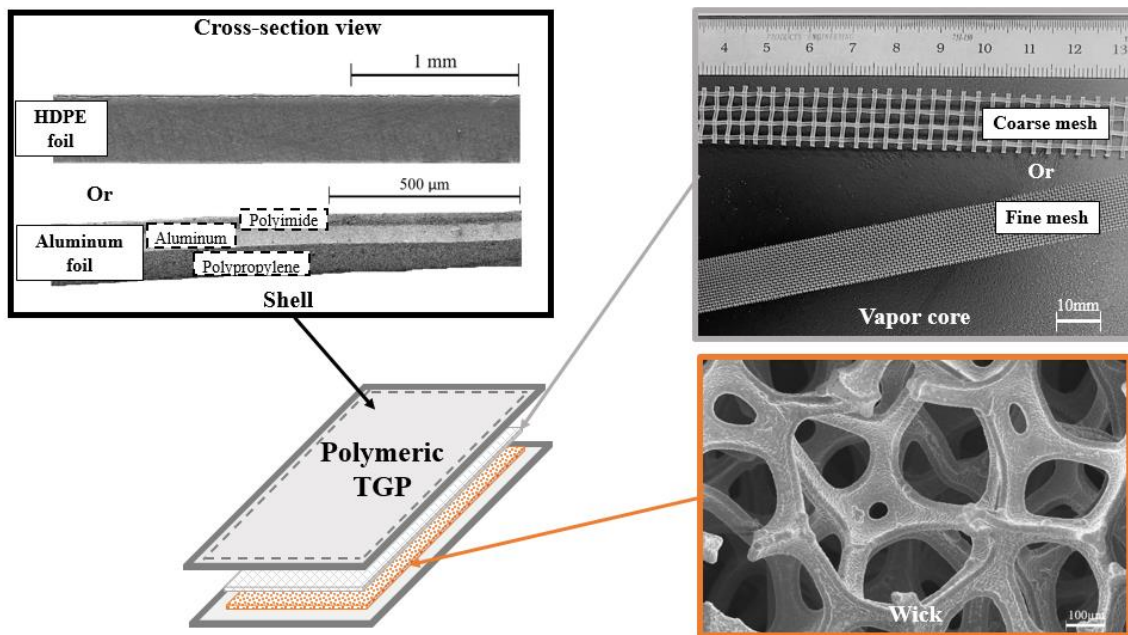 Cross-section view
1 mm
HDPE
foil
Or
500 μm
Polyimide
Aluminum
Aluminum
foil
Polypropylene
Shell
4 5 6 7 8 9 10 11 12 13
Coarse mesh
Or
Fine mesh
Vapor core
10mm
Polymeric
TGP
Wick
100μm